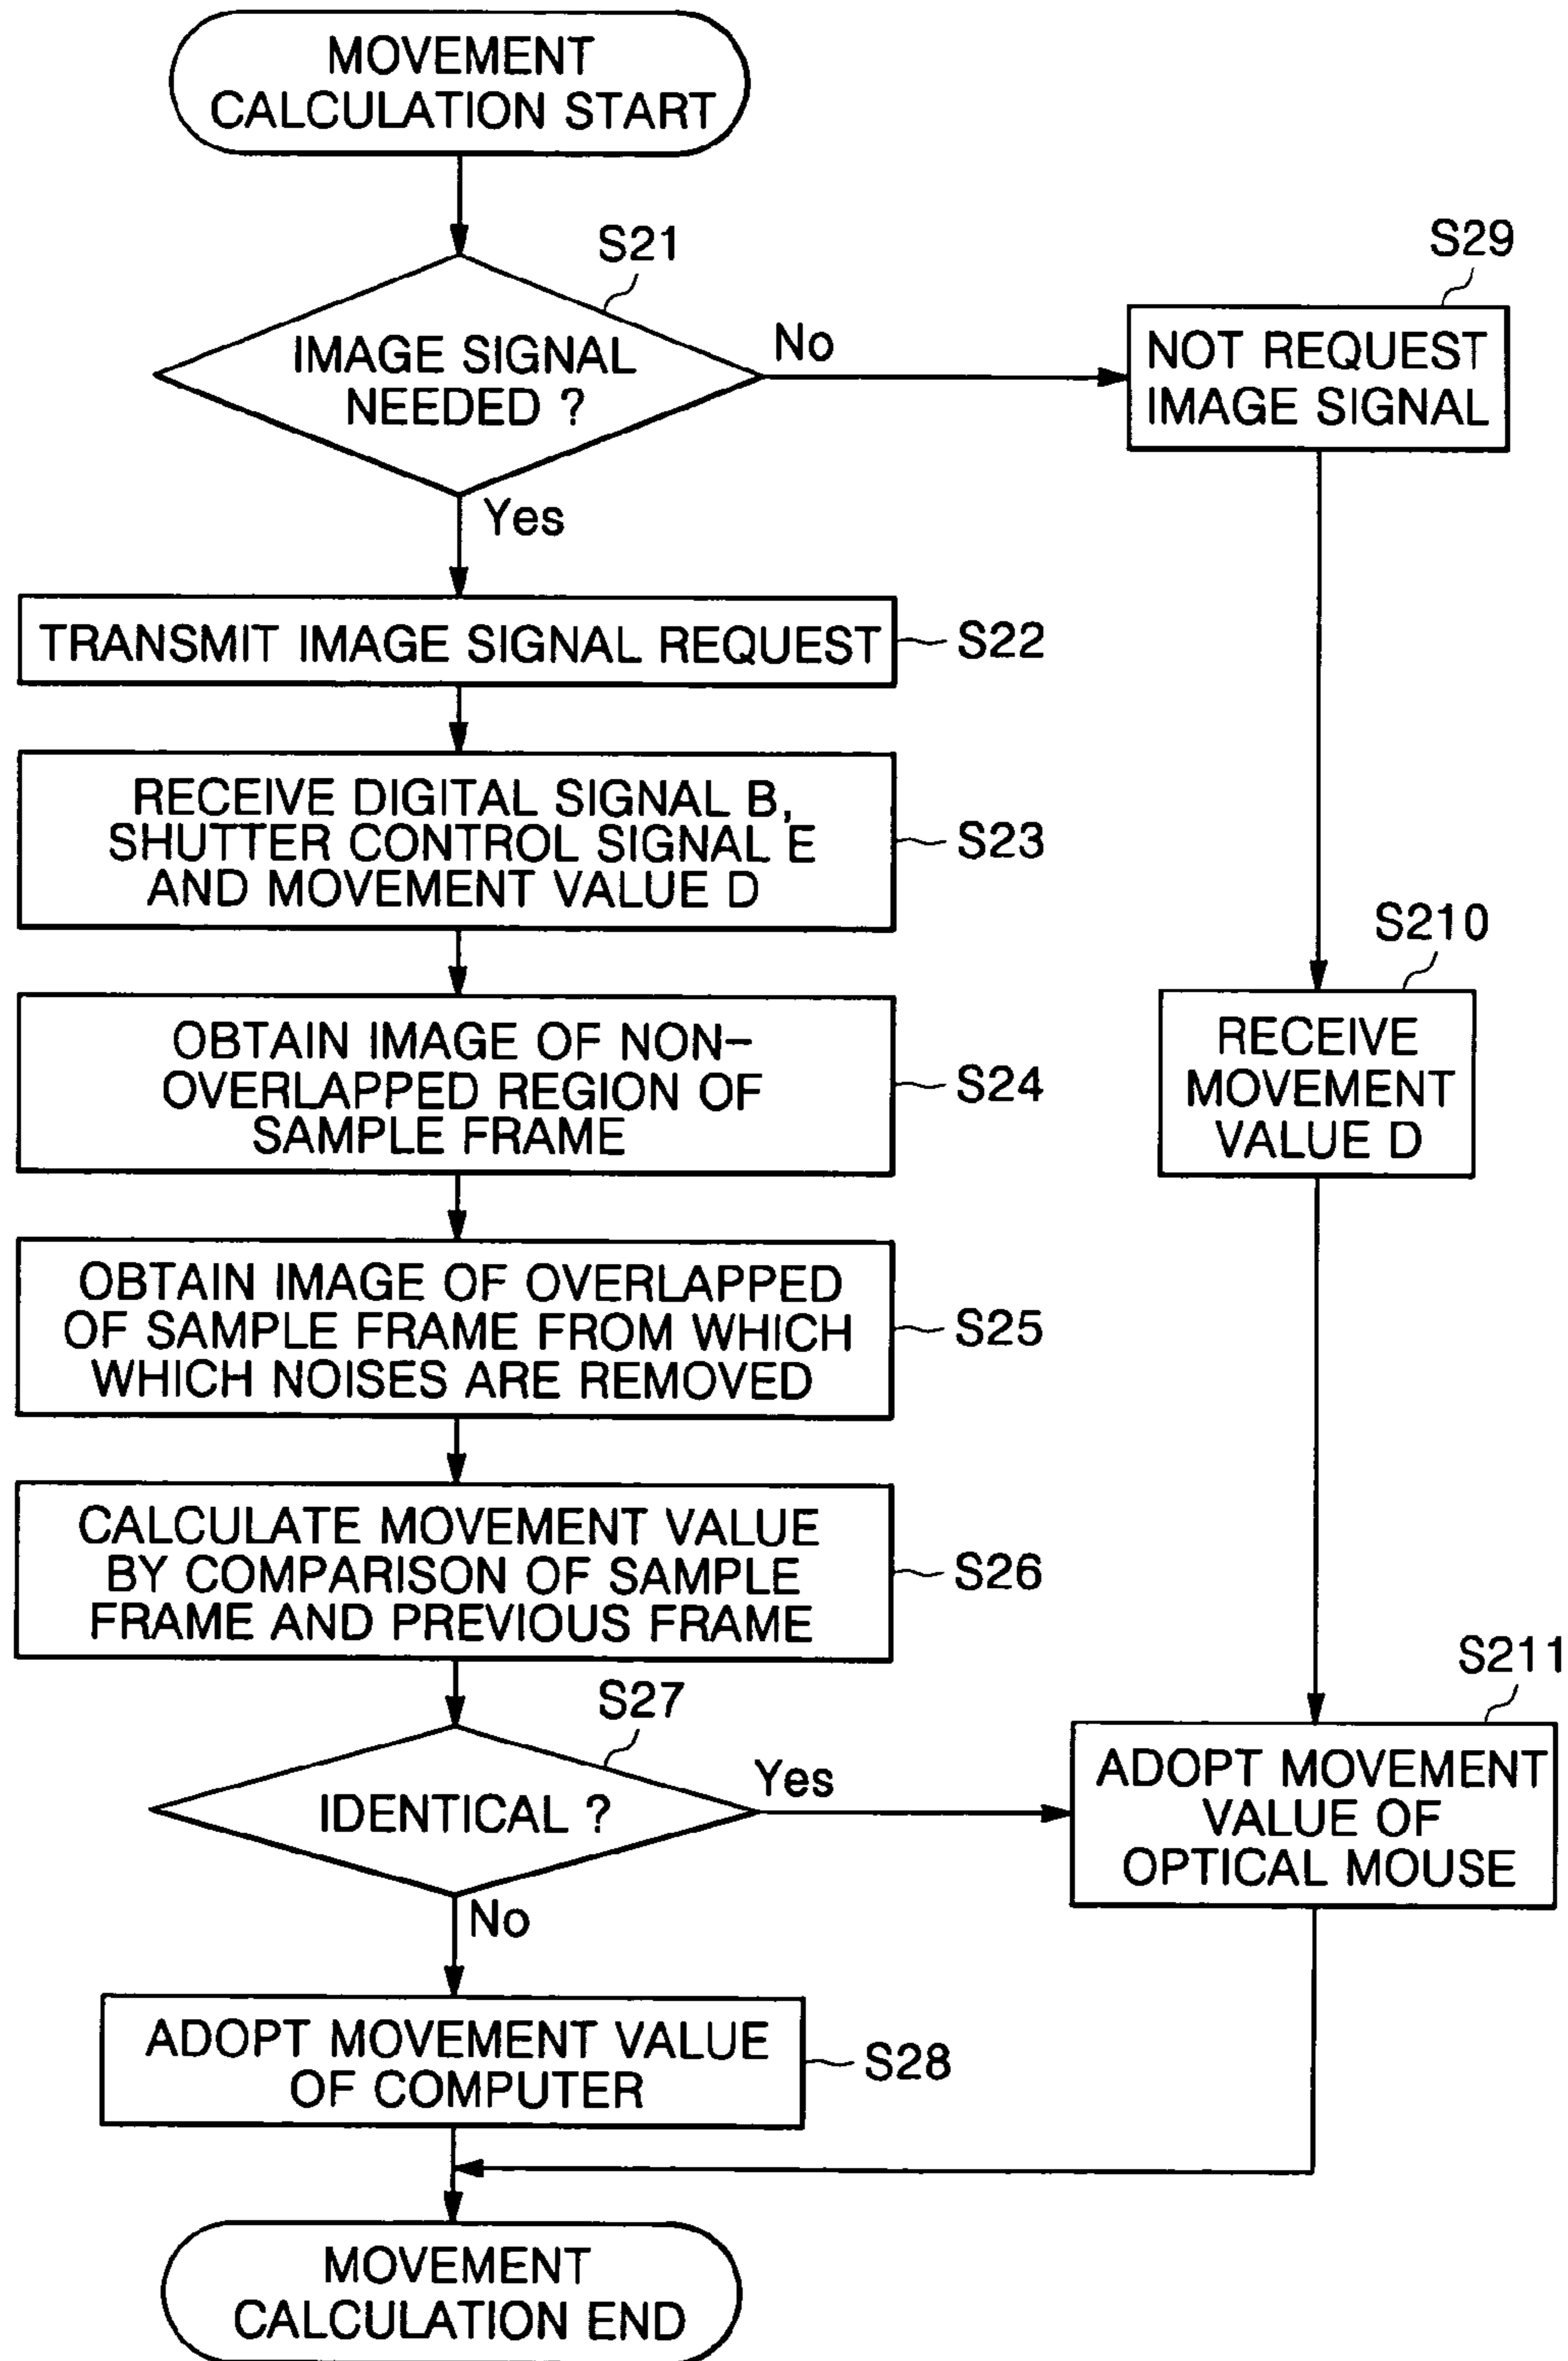 MOVEMENT
CALCULATION START
S21
IMAGE SIGNAL
NEEDED ?
No
Yes
S29
NOT REQUEST
IMAGE SIGNAL
TRANSMIT IMAGE SIGNAL REQUEST
S22
RECEIVE DIGITAL SIGNAL B,
SHUTTER CONTROL SIGNAL E
AND MOVEMENT VALUE D
S23
S210
RECEIVE
MOVEMENT
VALUE D
OBTAIN IMAGE OF NON-
OVERLAPPED REGION OF
SAMPLE FRAME
S24
OBTAIN IMAGE OF OVERLAPPED
OF SAMPLE FRAME FROM WHICH
WHICH NOISES ARE REMOVED
S25
CALCULATE MOVEMENT VALUE
BY COMPARISON OF SAMPLE
FRAME AND PREVIOUS FRAME
S26
S27
IDENTICAL ?
Yes
No
S211
ADOPT MOVEMENT
VALUE OF
OPTICAL MOUSE
ADOPT MOVEMENT VALUE
OF COMPUTER
S28
MOVEMENT
CALCULATION END